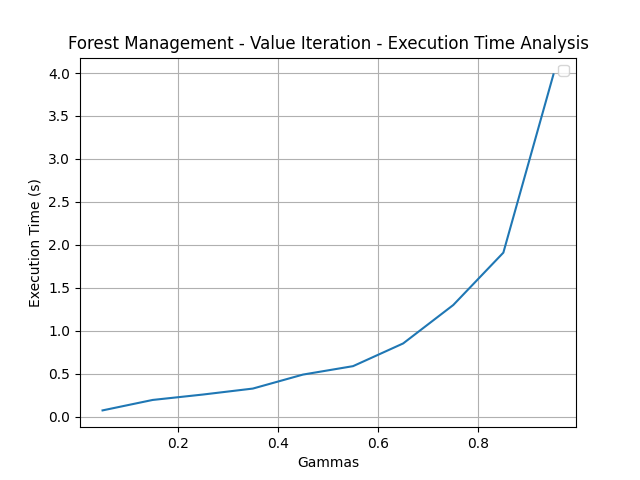 Forest Management - Value Iteration - Execution Time Analysis
4.0
3.5
3.0
2.5
2.0
1.5
1.0
0.5
0.0
Execution Time (s)
0.2 0.4 0.6 0.8
Gammas